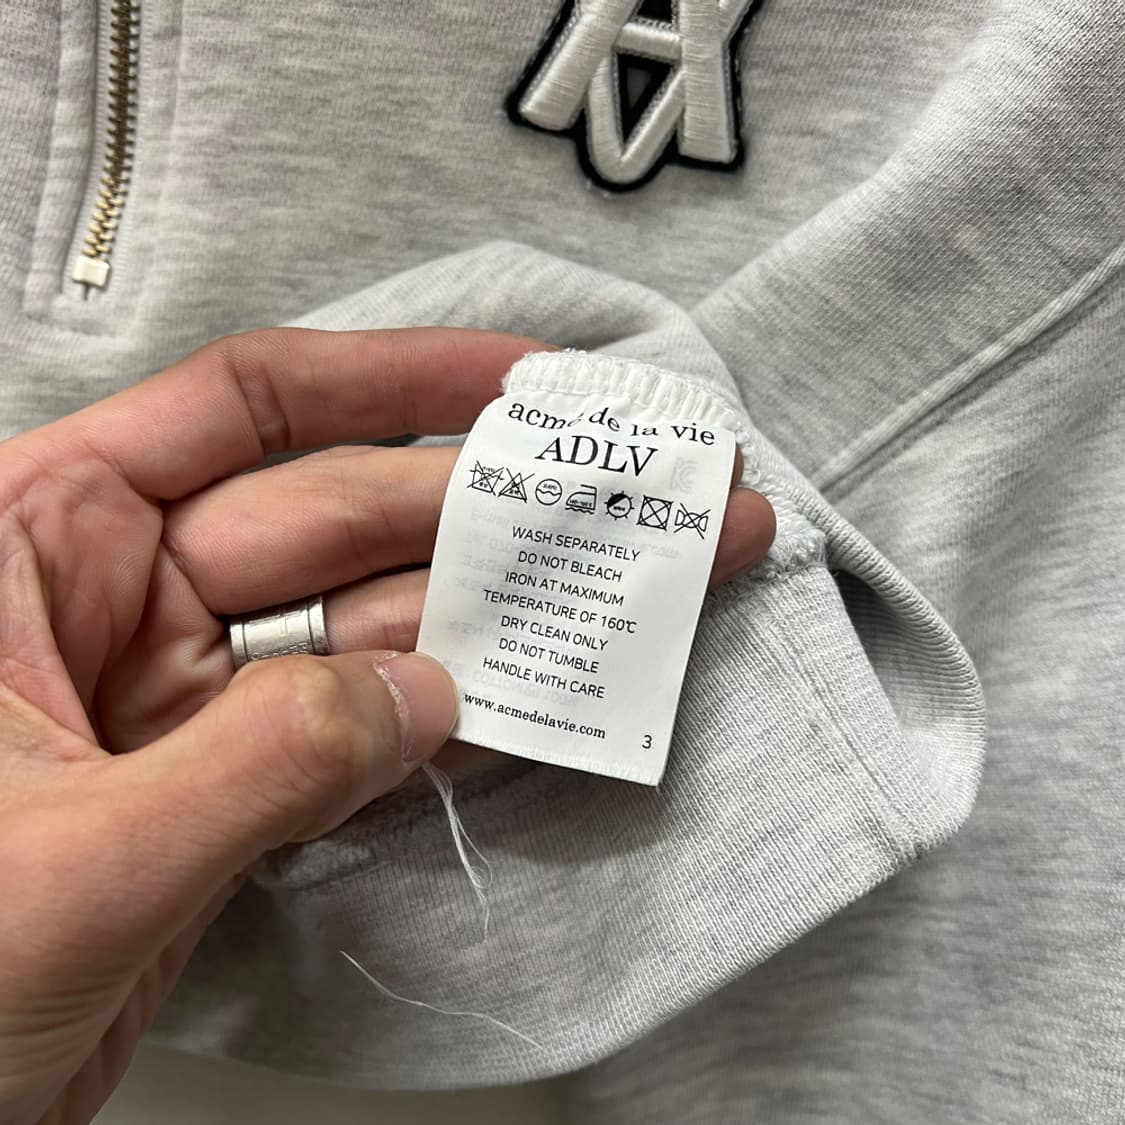 acme de la vie
ADLV
WASH SEPARATELY
DO NOT BLEACH
IRON AT MAXIMUM
TEMPERATURE OF 160℃
DRY CLEAN ONLY
DO NOT TUMBLE
HANDLE WITH CARE
www.acmedelavie.com
3